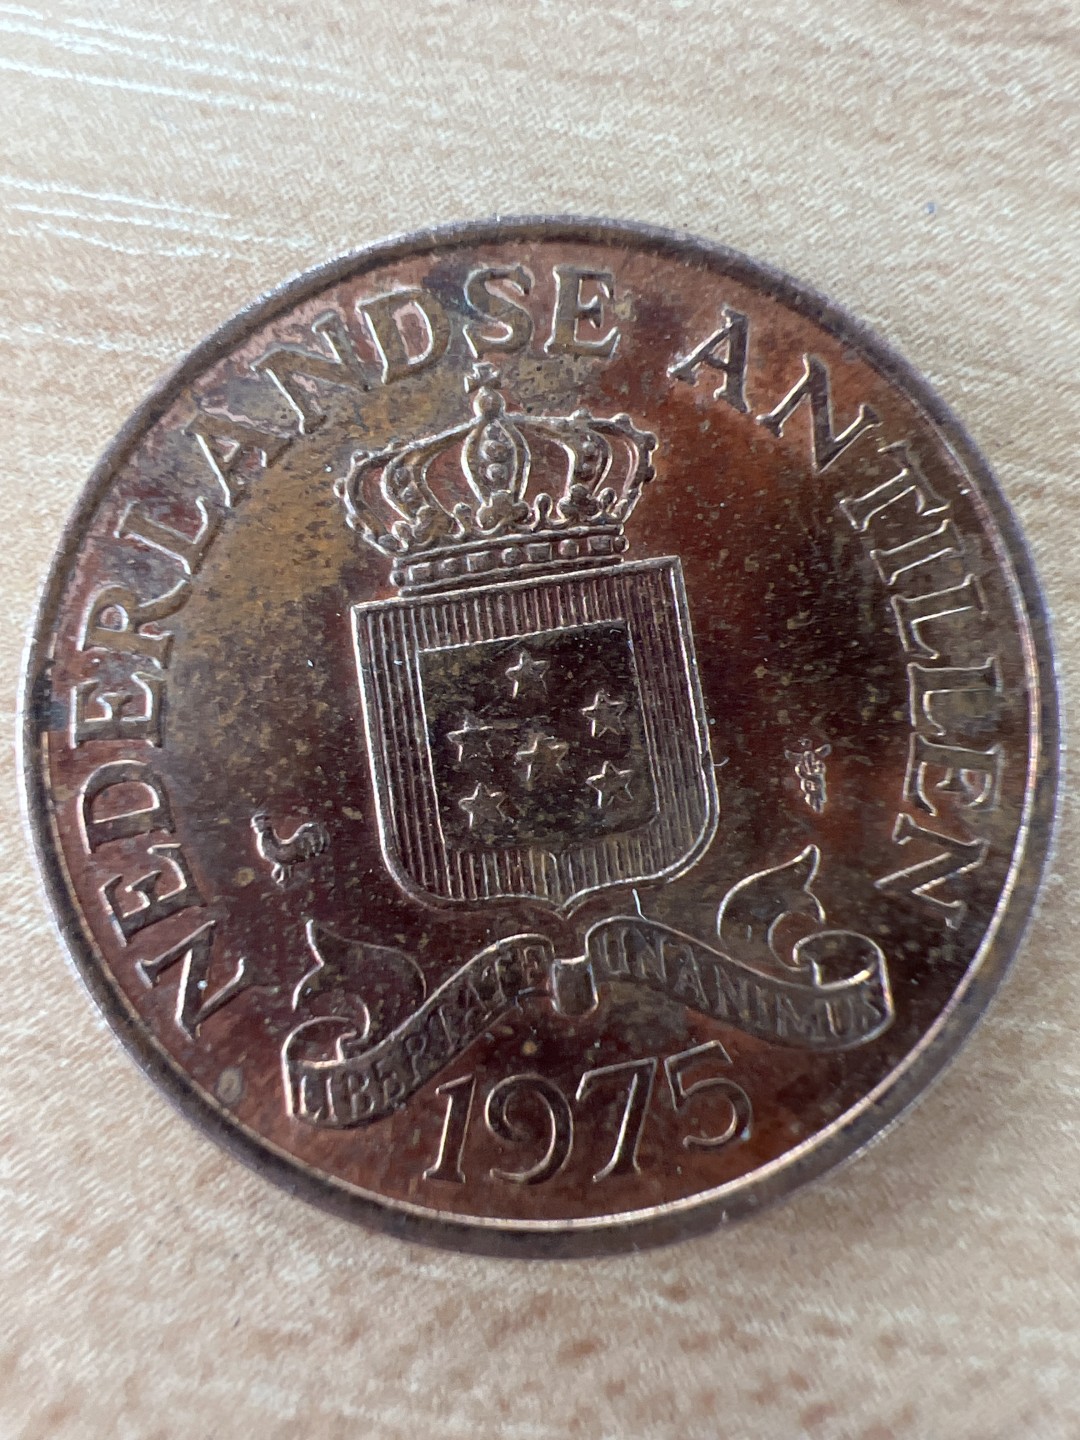 NEDERLANDSE ANTILLEN
LIBERTATE UNANIMUS
1975